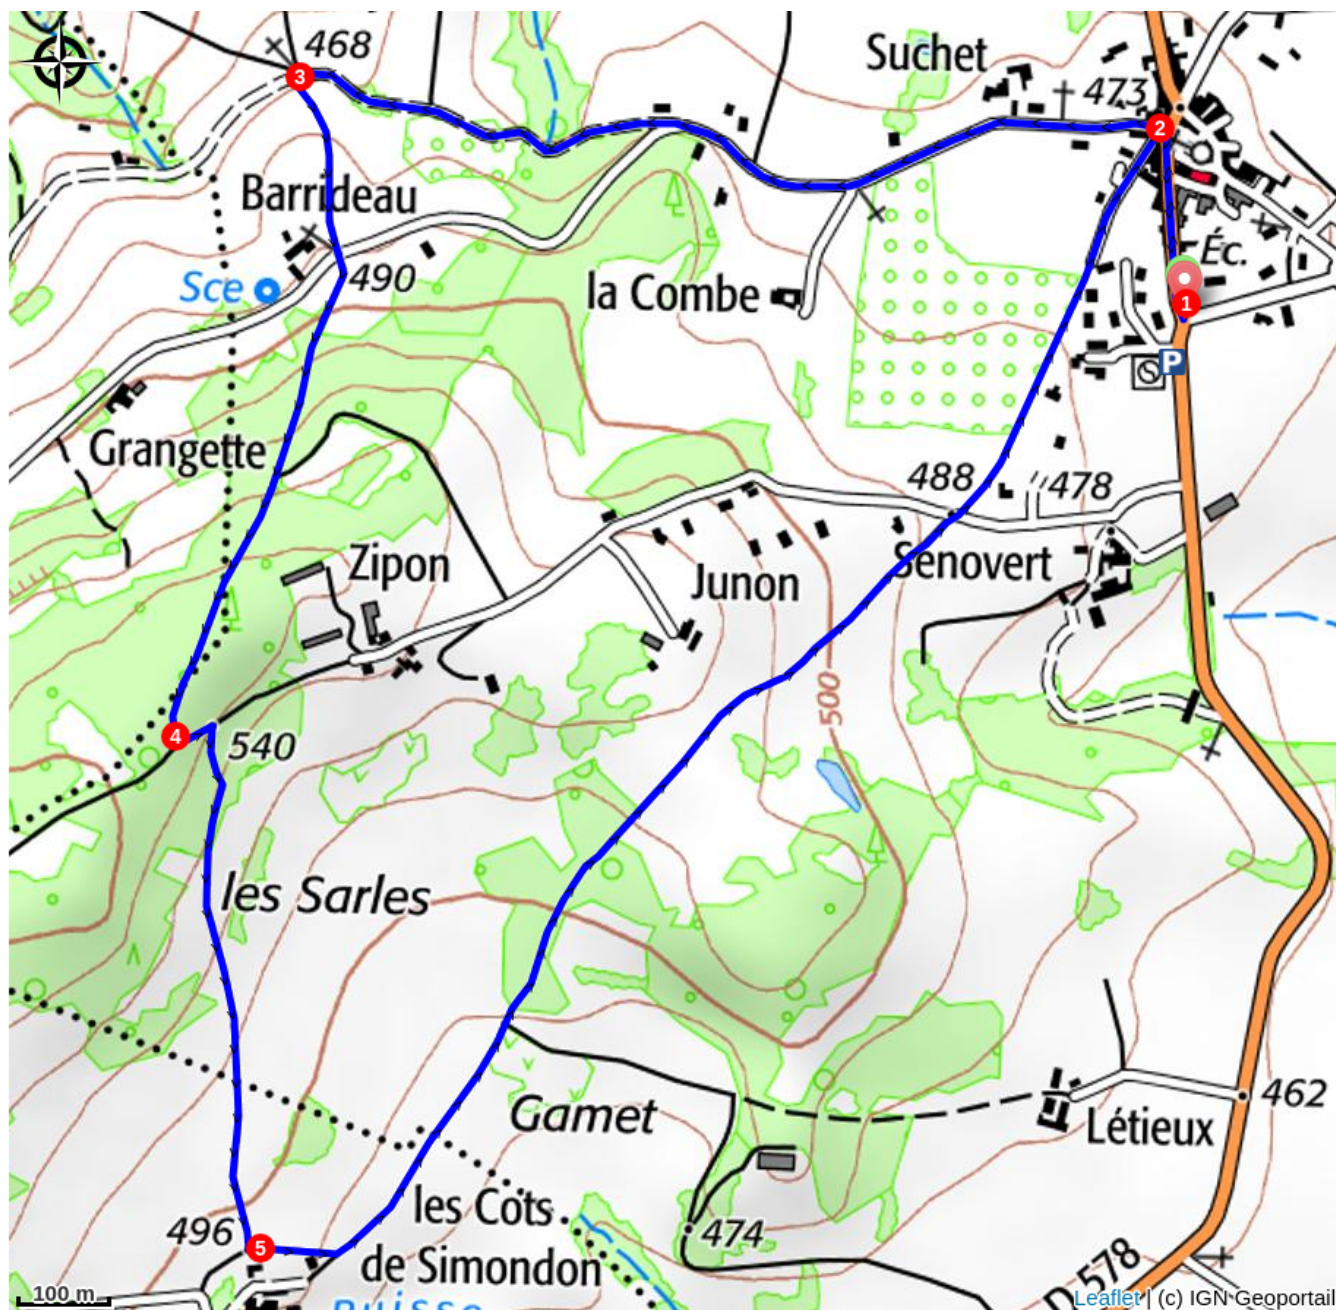 468
3
Suchet
473
2
Barrideau
Éc.
Sce
490
la Combe
1
P
Grangette
488
478
Zipon
Senovert
Junon
500
4
540
les Sarles
Gamet
462
Létieux
les Cots
de Simondon
496
5
474
D 578
100 m
Leaflet | (c) IGN Geoportail